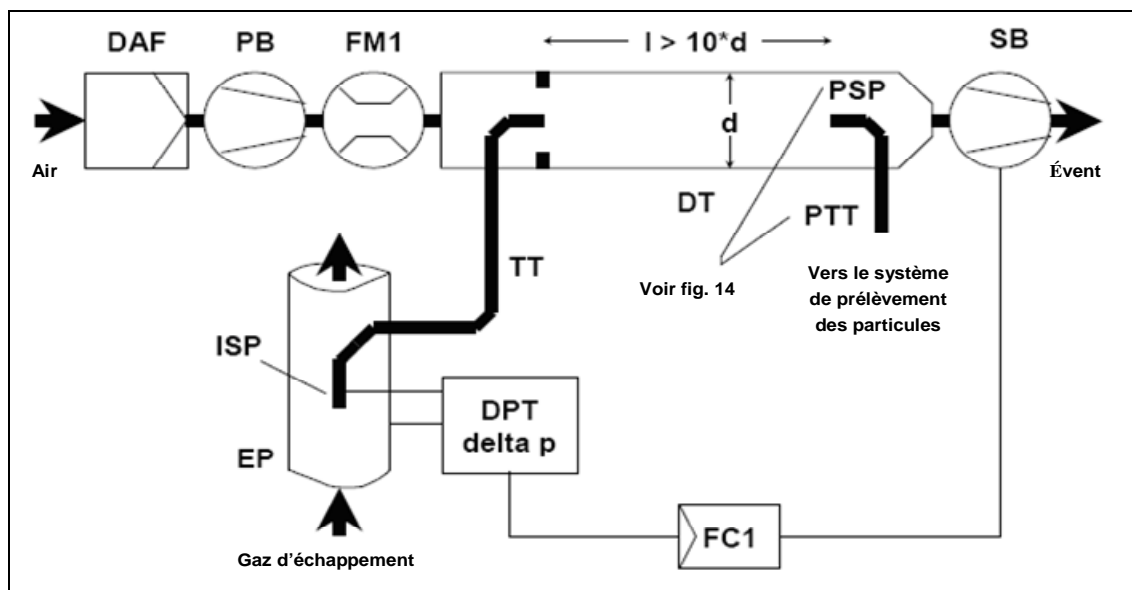 DAF
PB
FM1
l > 10*d
SB
d
PSP
Air
Évent
DT
PTT
TT
Voir fig. 14
Vers le système
de prélèvement
des particules
ISP
DPT
delta p
EP
FC1
Gaz d'échappement